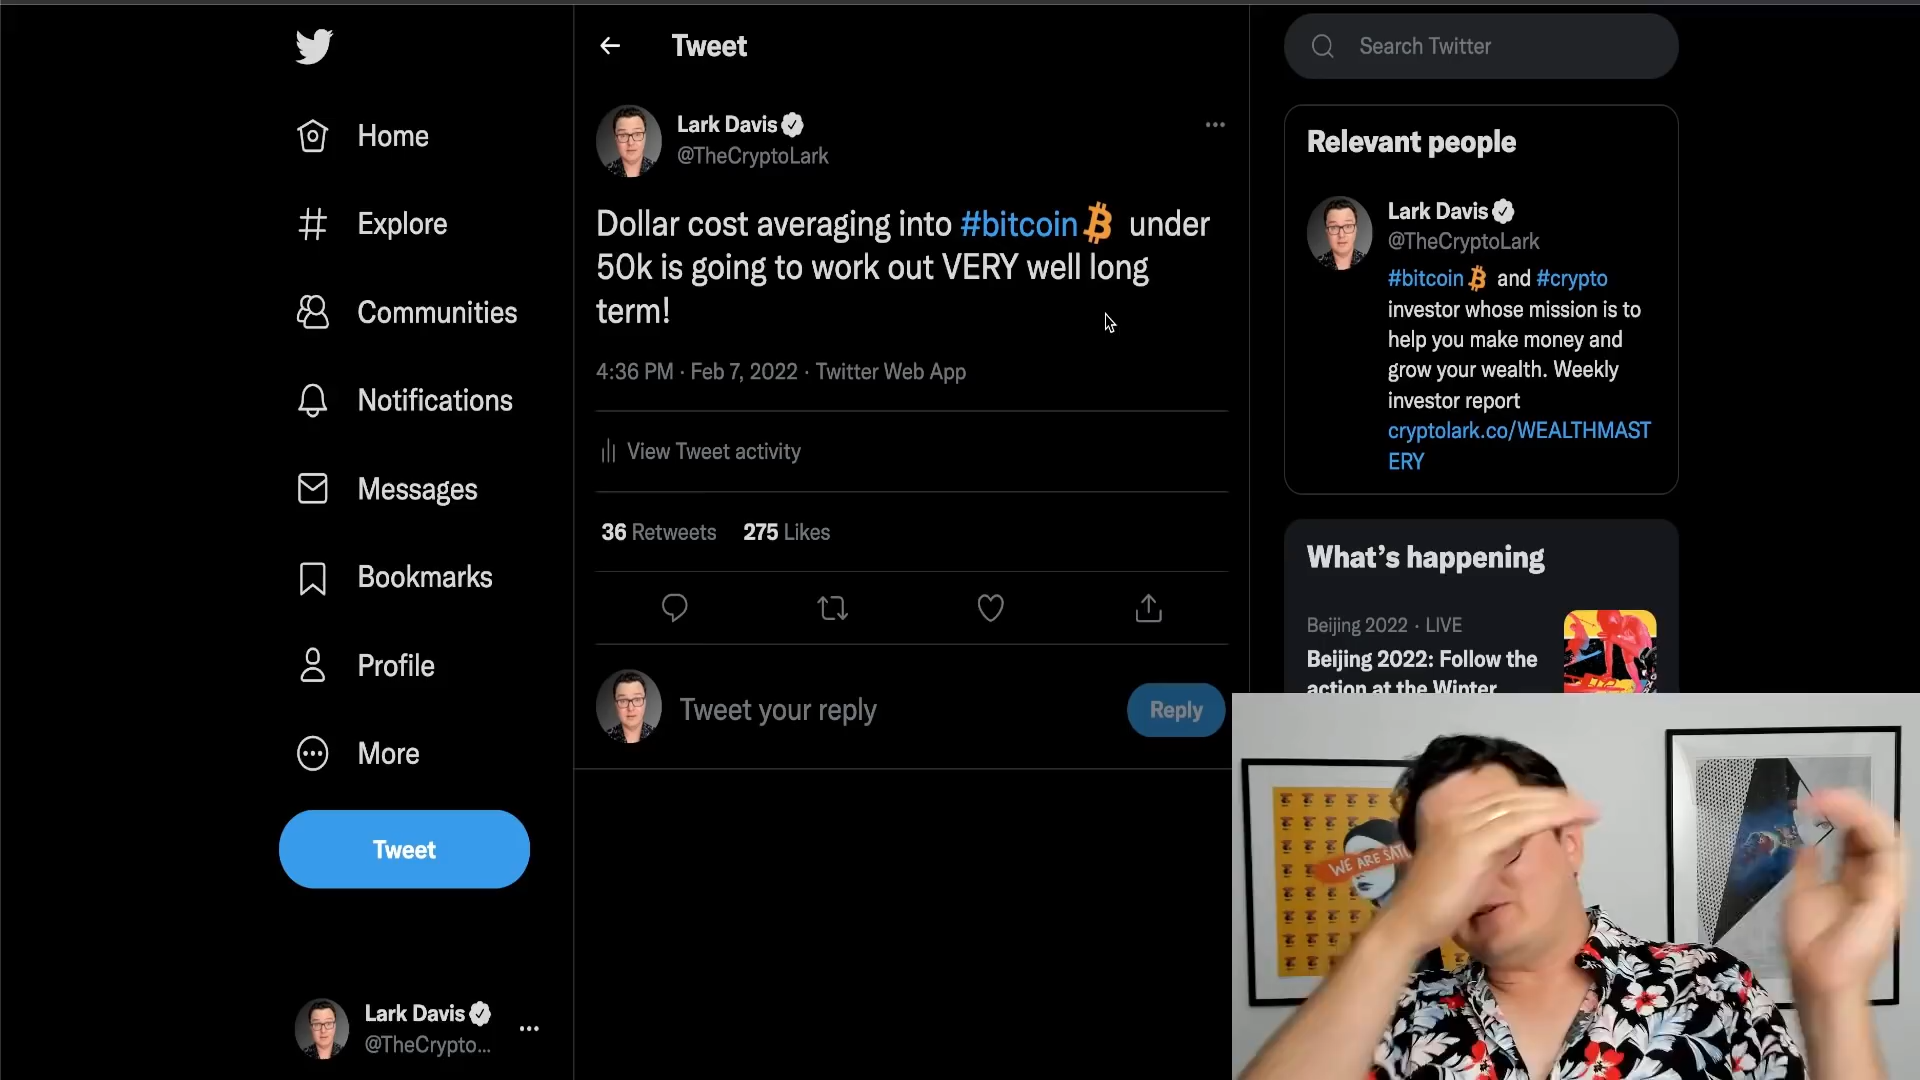 Home
Explore
Communities
Notifications
Messages
Bookmarks
Profile
More
Tweet
Lark Davis
@TheCrypto...
Tweet
Lark Davis
@TheCryptoLark
Dollar cost averaging into #bitcoin under
50k is going to work out VERY well long
term!
4:36 PM · Feb 7, 2022 · Twitter Web App
View Tweet activity
36 Retweets 275 Likes
Tweet your reply
Reply
Search Twitter
Relevant people
Lark Davis
@TheCryptoLark
#bitcoin and #crypto
investor whose mission is to
help you make money and
grow your wealth. Weekly
investor report
cryptolark.co/WEALTHMAST
ERY
What's happening
Beijing 2022 · LIVE
Beijing 2022: Follow the
action at the Winter
WE ARE